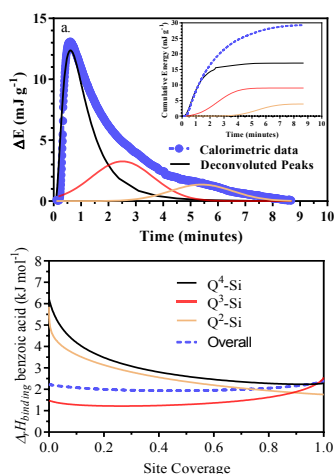 a.
ΔE (mJ g⁻¹)
15
10
5
0
0 1 2 3 4 5 6 7 8 9 10
Time (minutes)
Calorimetric data
Deconvoluted Peaks
Cumulative Energy (mJ g⁻¹)
30
25
20
15
10
5
0
0 1 2 3 4 5 6 7 8 9 10
Time (minutes)
ΔᵣH_binding benzoic acid (kJ mol⁻¹)
8
7
6
5
4
3
2
1
0
Q⁴-Si
Q³-Si
Q²-Si
Overall
0.0 0.2 0.4 0.6 0.8 1.0
Site Coverage